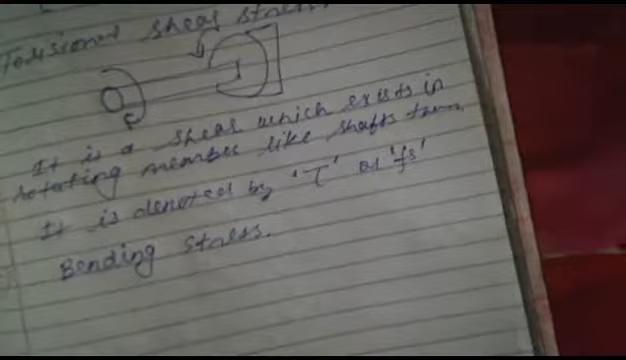 Torsional shear stress
It is a shear which exists in
rotating member like shafts
It is denoted by 'T' or 'fs'
Bending stress.